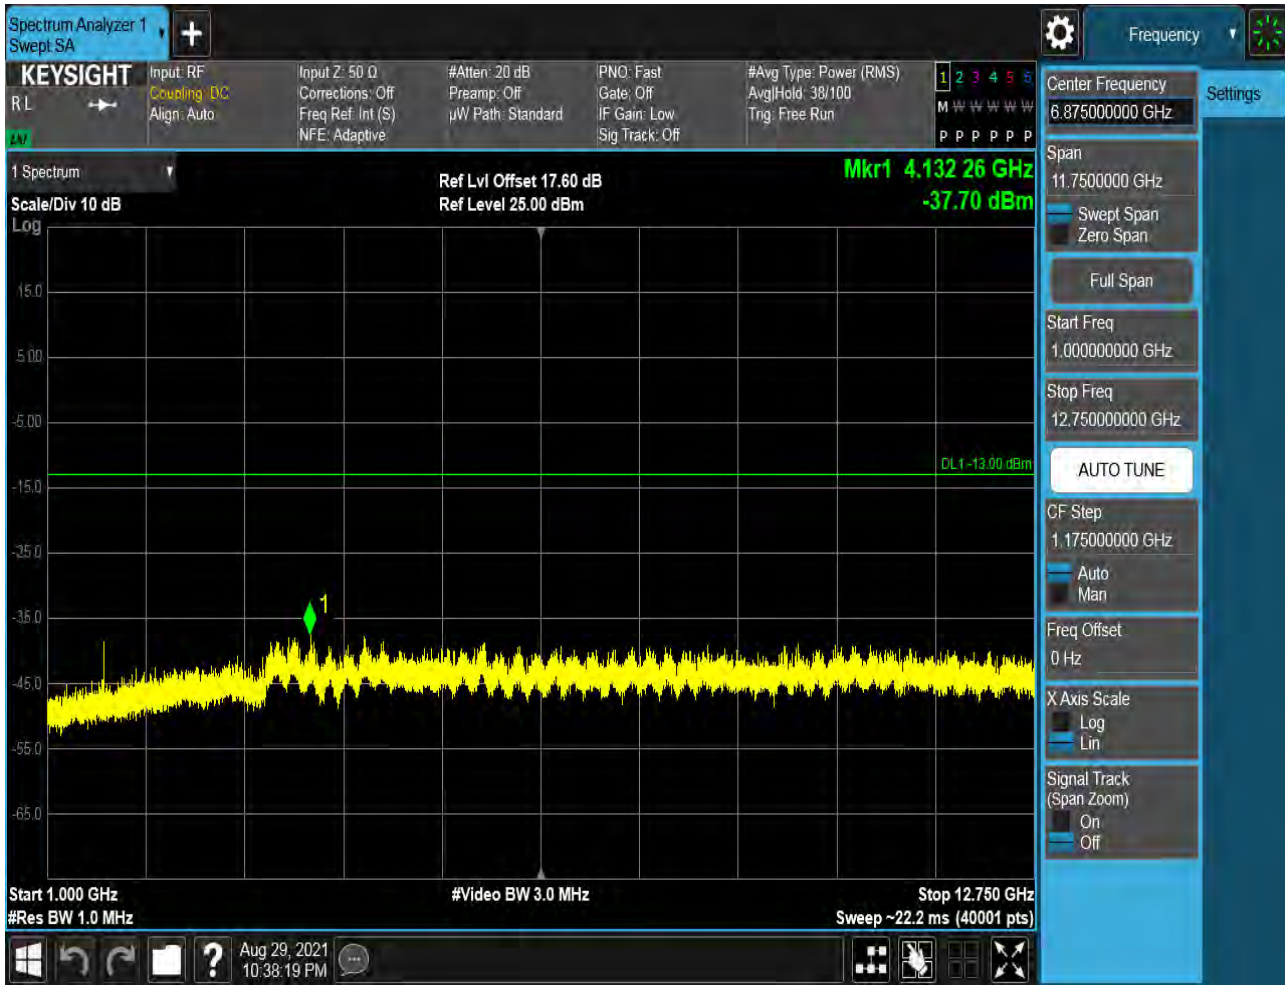 Spectrum Analyzer 1
Swept SA
Frequency
KEYSIGHT
R L
LNI
Input: RF
Coupling: DC
Align: Auto
Input Z: 50 Ω
Corrections: Off
Freq Ref: Int (S)
NFE: Adaptive
#Atten: 20 dB
Preamp: Off
µW Path: Standard
PNO: Fast
Gate: Off
IF Gain: Low
Sig Track: Off
#Avg Type: Power (RMS)
Avg|Hold: 38/100
Trig: Free Run
1 2 3 4 5 6
M W W W W W
P P P P P P
1 Spectrum
Scale/Div 10 dB
Log
Ref Lvl Offset 17.60 dB
Ref Level 25.00 dBm
Mkr1 4.132 26 GHz
-37.70 dBm
15.0
5.00
-5.00
DL1 -13.00 dBm
-15.0
-25.0
1
-35.0
-45.0
-55.0
-65.0
Start 1.000 GHz
#Video BW 3.0 MHz
Stop 12.750 GHz
#Res BW 1.0 MHz
Sweep ~22.2 ms (40001 pts)
Center Frequency
6.875000000 GHz
Settings
Span
11.7500000 GHz
Swept Span
Zero Span
Full Span
Start Freq
1.000000000 GHz
Stop Freq
12.750000000 GHz
AUTO TUNE
CF Step
1.175000000 GHz
Auto
Man
Freq Offset
0 Hz
X Axis Scale
Log
Lin
Signal Track
(Span Zoom)
On
Off
?
Aug 29, 2021
10:38:19 PM